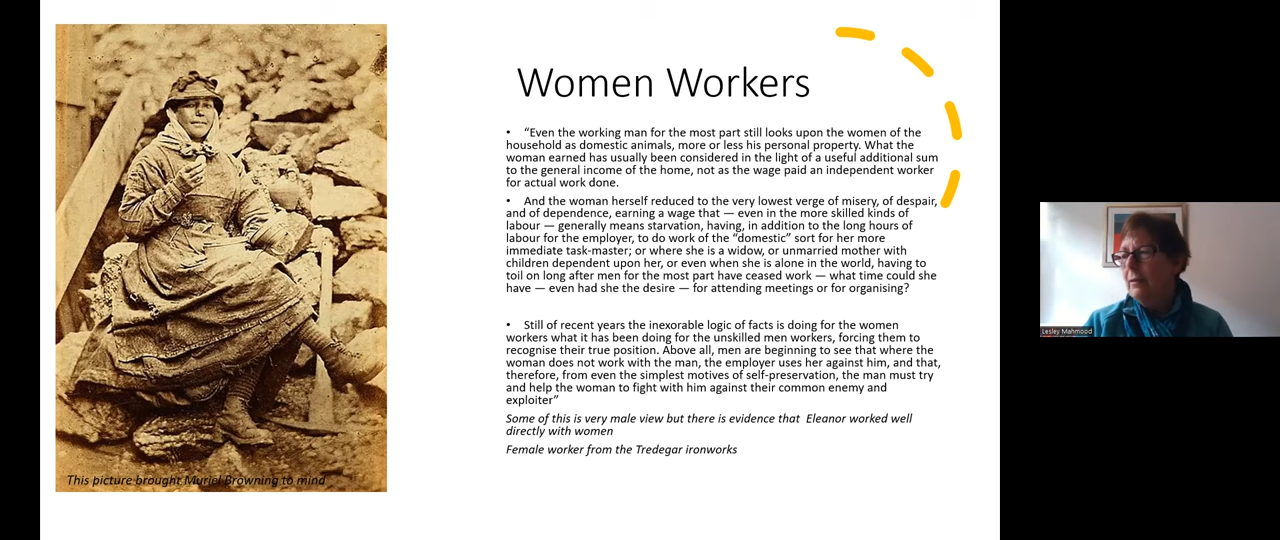 Women Workers
• “Even the working man for the most part still looks upon the women of the
household as domestic animals, more or less his personal property. What the
woman earned has usually been considered in the light of a useful additional sum
to the general income of the home, not as the wage paid an independent worker
for actual work done.
• And the woman herself reduced to the very lowest verge of misery, of despair,
and of dependence, earning a wage that — even in the more skilled kinds of
labour — generally means starvation, having, in addition to the long hours of
labour for the employer, to do work of the “domestic” sort for her more
immediate task-master; or where she is a widow, or unmarried mother with
children dependent upon her, or even when she is alone in the world, having to
toil on long after men for the most part have ceased work — what time could she
have — even had she the desire — for attending meetings or for organising?
• Still of recent years the inexorable logic of facts is doing for the women
workers what it has been doing for the unskilled men workers, forcing them to
recognise their true position. Above all, men are beginning to see that where the
woman does not work with the man, the employer uses her against him, and that,
therefore, from even the simplest motives of self-preservation, the man must try
and help the woman to fight with him against their common enemy and
exploiter”
Some of this is very male view but there is evidence that Eleanor worked well
directly with women
Female worker from the Tredegar ironworks
This picture brought Muriel Browning to mind
Lesley Mahmood